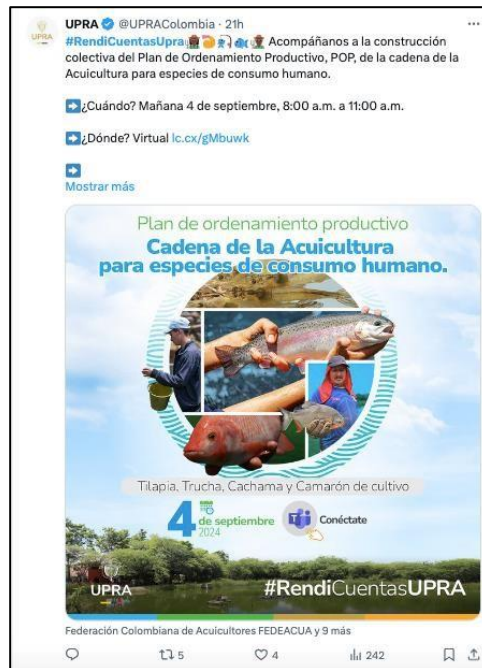 UPRA @UPRAColombia · 21h
#RendiCuentasUpra Acompáñanos a la construcción
colectiva del Plan de Ordenamiento Productivo, POP, de la cadena de la
Acuicultura para especies de consumo humano.
¿Cuándo? Mañana 4 de septiembre, 8:00 a.m. a 11:00 a.m.
¿Dónde? Virtual lc.cx/gMbuwk
Mostrar más
Plan de ordenamiento productivo
Cadena de la Acuicultura
para especies de consumo humano.
Tilapia, Trucha, Cachama y Camarón de cultivo
4 de septiembre
2024
Conéctate
UPRA
#RendiCuentasUPRA
Federación Colombiana de Acuicultores FEDEACUA y 9 más
5 4 242